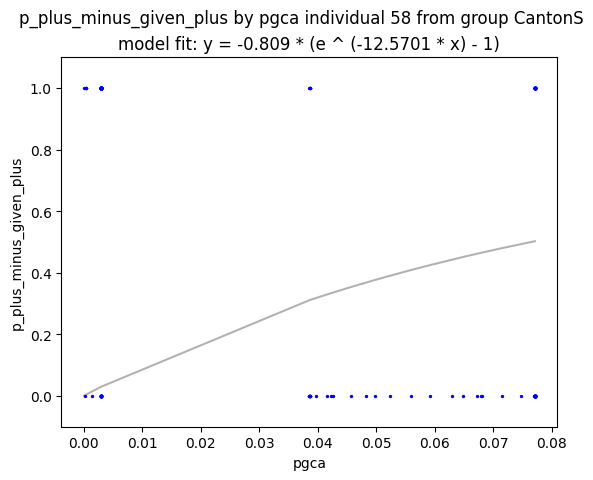 p_plus_minus_given_plus by pgca individual 58 from group CantonS
model fit: y = -0.809 * (e ^ (-12.5701 * x) - 1)
1.0
0.8
0.6
0.4
0.2
0.0
p_plus_minus_given_plus
0.00 0.01 0.02 0.03 0.04 0.05 0.06 0.07 0.08
pgca